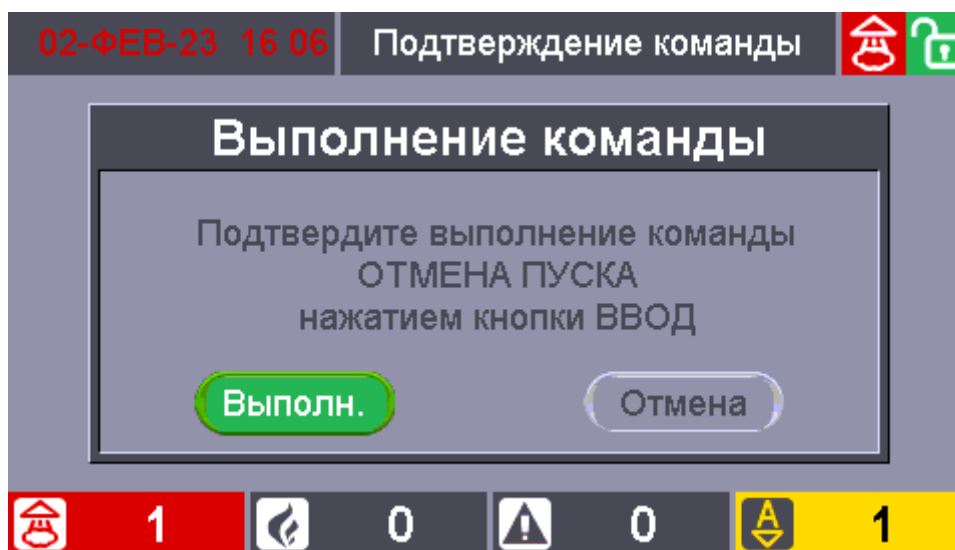 02-ФЕВ-23 16 06 Подтверждение команды
Выполнение команды
Подтвердите выполнение команды
ОТМЕНА ПУСКА
нажатием кнопки ВВОД
Выполн. Отмена
1 0 0 A 1